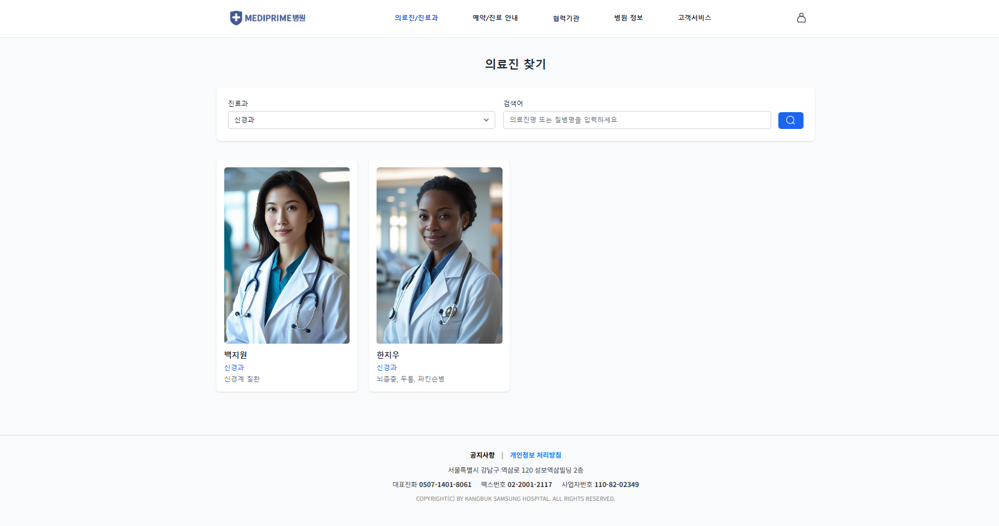 MEDIPRIME병원
의료진/진료과
예약/진료 안내
협력기관
병원 정보
고객서비스
의료진 찾기
진료과
검색어
신경과
의료진명 또는 질병명을 입력하세요
백지원
신경과
신경계 질환
한지우
신경과
뇌졸중, 두통, 파킨슨병
공지사항 | 개인정보 처리방침
서울특별시 강남구 역삼로 120 성보역삼빌딩 2층
대표전화 0507-1401-8061 팩스번호 02-2001-2117 사업자번호 110-82-02349
COPYRIGHT(C) BY KANGBUK SAMSUNG HOSPITAL. ALL RIGHTS RESERVED.